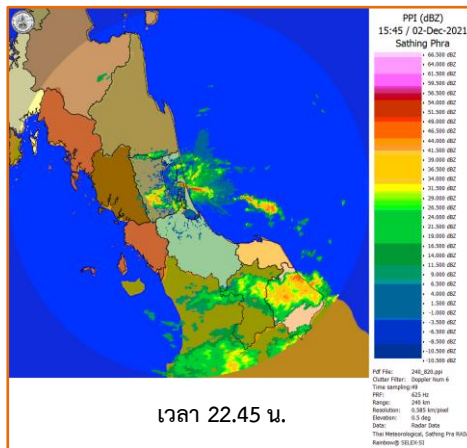 PPI (dBZ)
15:45 / 02-Dec-2021
Sathing Phra
66.500 dBZ
64.000 dBZ
61.500 dBZ
59.000 dBZ
56.500 dBZ
54.000 dBZ
51.500 dBZ
49.000 dBZ
46.500 dBZ
44.000 dBZ
41.500 dBZ
39.000 dBZ
36.500 dBZ
34.000 dBZ
31.500 dBZ
29.000 dBZ
26.500 dBZ
24.000 dBZ
21.500 dBZ
19.000 dBZ
16.500 dBZ
14.000 dBZ
11.500 dBZ
9.000 dBZ
6.500 dBZ
4.000 dBZ
1.500 dBZ
-1.000 dBZ
-3.500 dBZ
-6.000 dBZ
-8.500 dBZ
-10.500 dBZ
Pdf File: 240_820.ppi
Clutter Filter: Doppler Num 6
Time sampling:49
PRF: 625 Hz
Range: 240 km
Resolution: 0.585 km/pixel
Elevation: 0.5 deg
Data: Radar Data
Thai Meteorological, Sathing Pra RAD
Rainbow® SELEX-SI
เวลา 22.45 น.